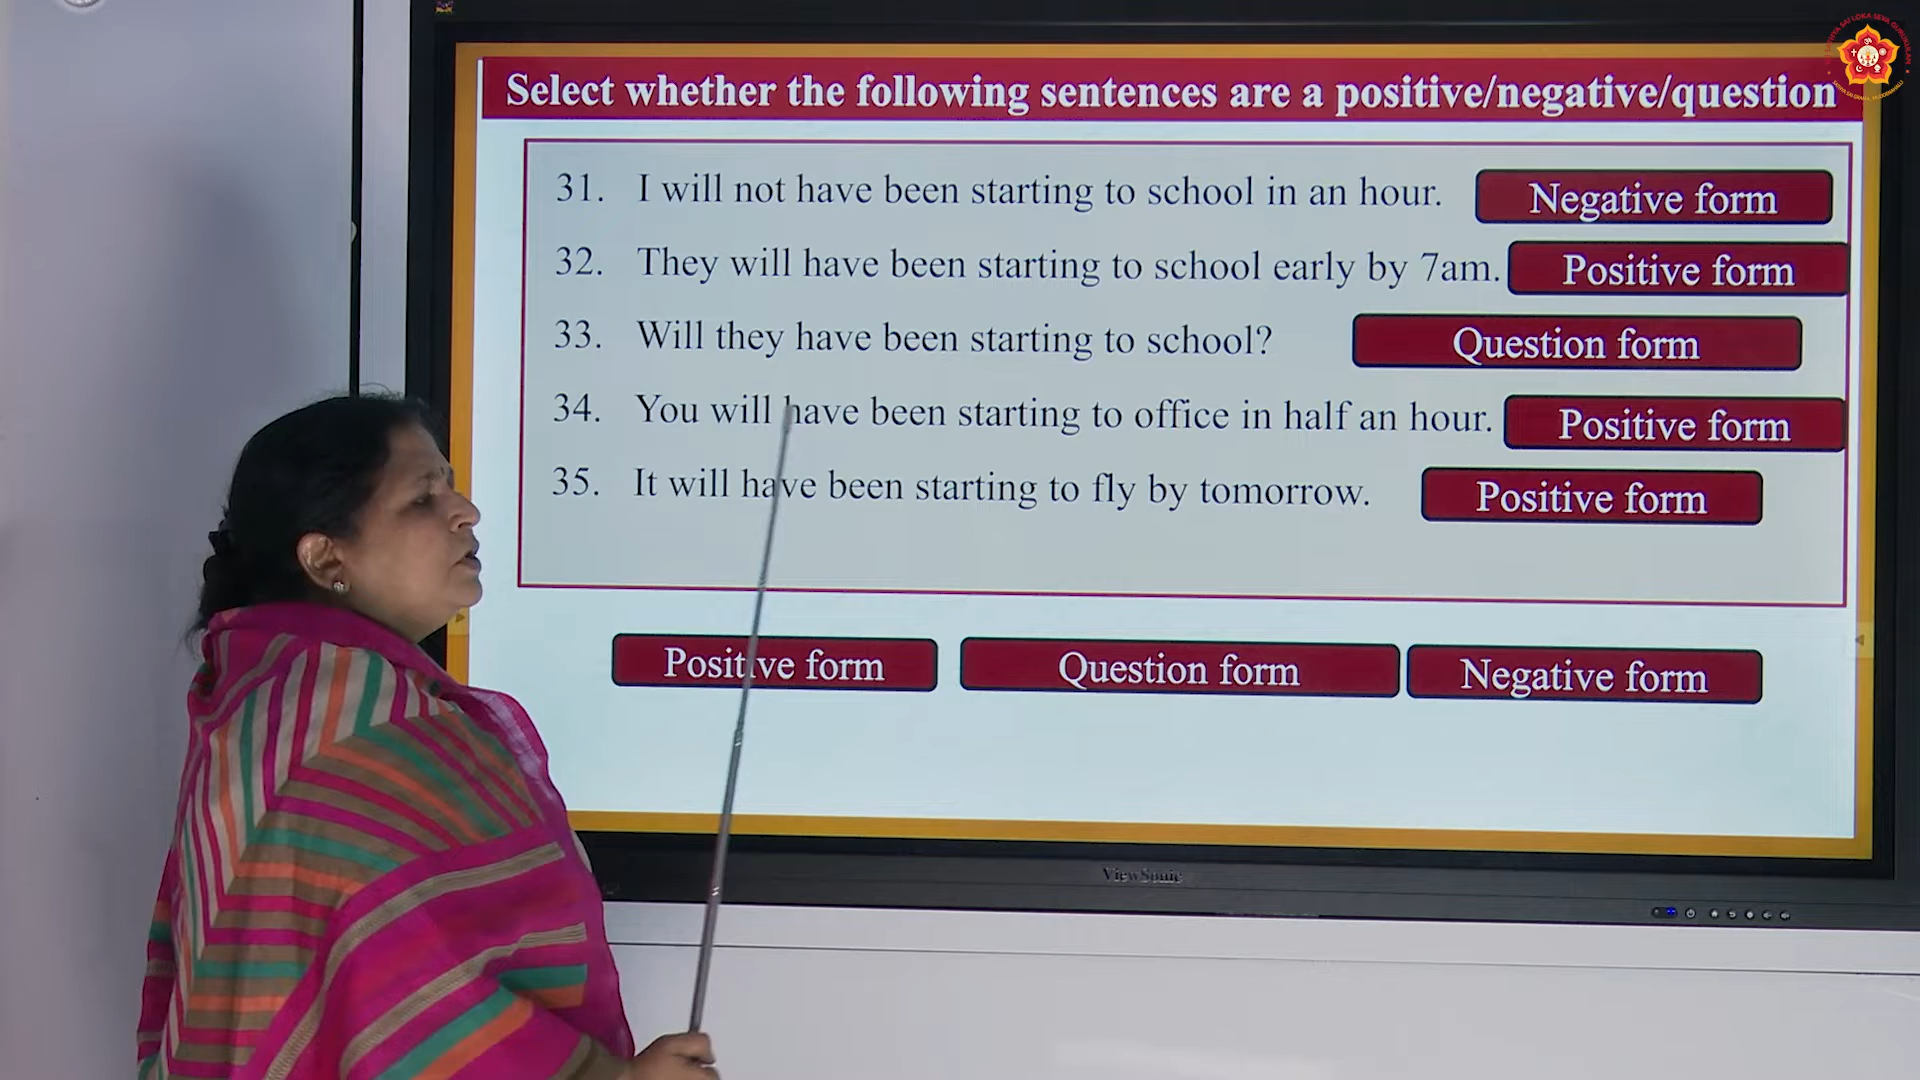 Select whether the following sentences are a positive/negative/question
31. I will not have been starting to school in an hour. Negative form
32. They will have been starting to school early by 7am. Positive form
33. Will they have been starting to school? Question form
34. You will have been starting to office in half an hour. Positive form
35. It will have been starting to fly by tomorrow. Positive form
Positive form Question form Negative form
ViewSonic